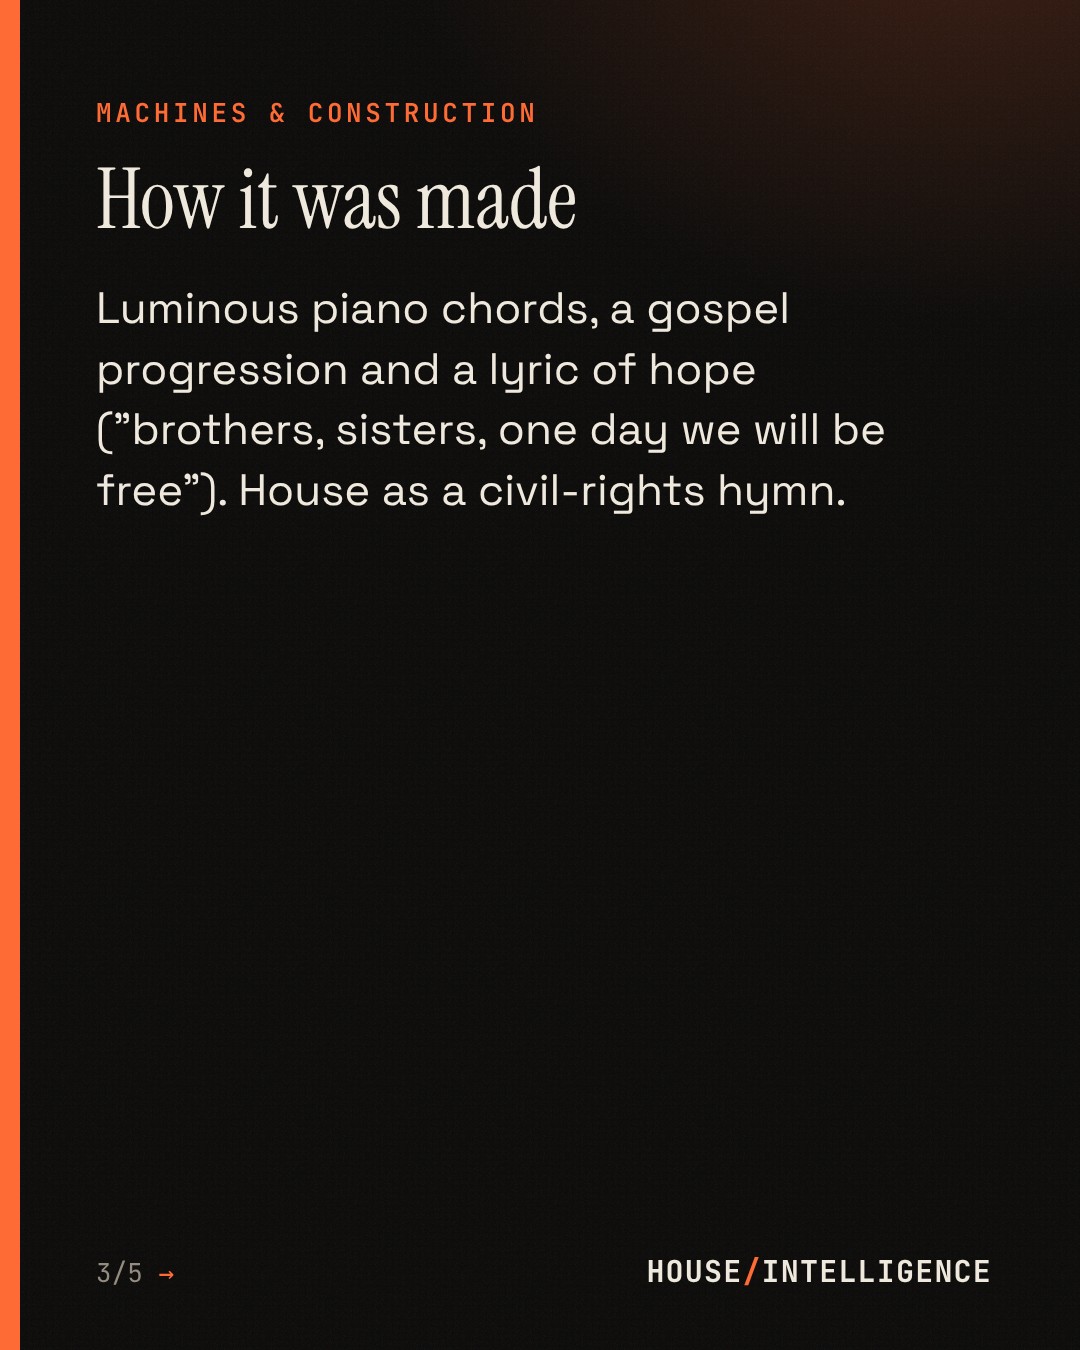 MACHINES & CONSTRUCTION
How it was made
Luminous piano chords, a gospel
progression and a lyric of hope
(”brothers, sisters, one day we will be
free”). House as a civil-rights hymn.
3/5 →
HOUSE/INTELLIGENCE